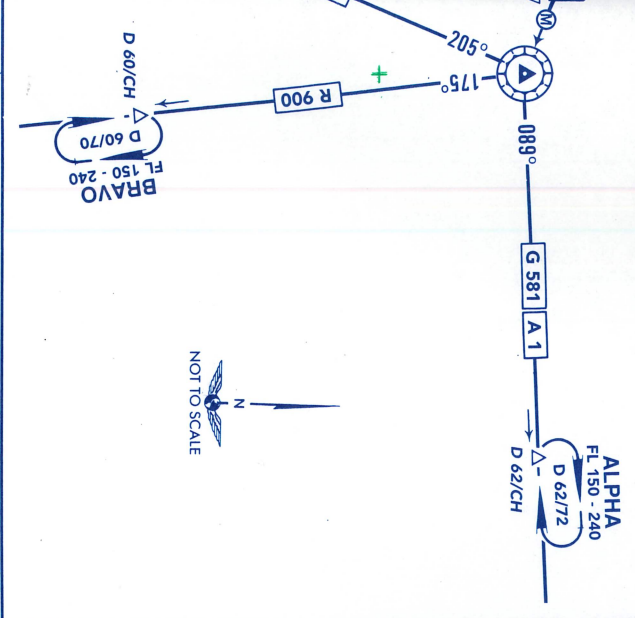 M
205°
175°
R 900
D 60/CH
D 60/70
FL 150 - 240
BRAVO
089°
G 581
A 1
ALPHA
FL 150 - 240
D 62/72
D 62/CH
N
NOT TO SCALE